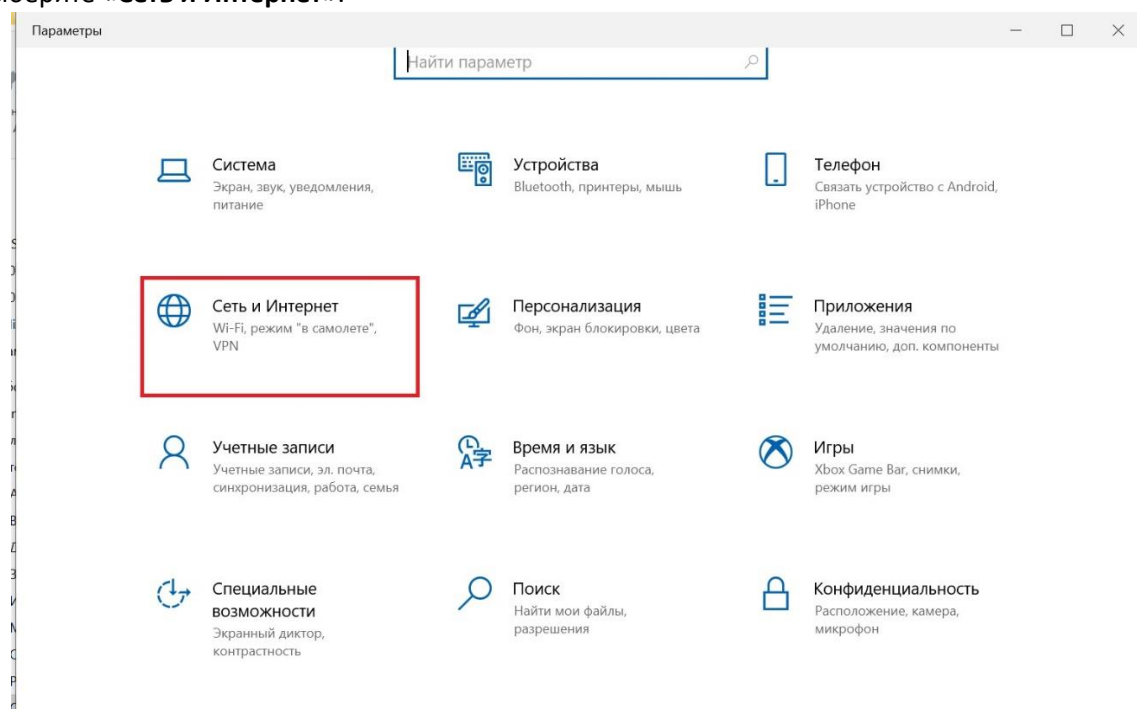 «Сеть и Интернет».
Параметры
Найти параметр
Система
Экран, звук, уведомления,
питание
Устройства
Bluetooth, принтеры, мышь
Телефон
Связать устройство с Android,
iPhone
Сеть и Интернет
Wi-Fi, режим "в самолете",
VPN
Персонализация
Фон, экран блокировки, цвета
Приложения
Удаление, значения по
умолчанию, доп. компоненты
Учетные записи
Учетные записи, эл. почта,
синхронизация, работа, семья
Время и язык
Распознавание голоса,
регион, дата
Игры
Xbox Game Bar, снимки,
режим игры
Специальные
возможности
Экранный диктор,
контрастность
Поиск
Найти мои файлы,
разрешения
Конфиденциальность
Расположение, камера,
микрофон